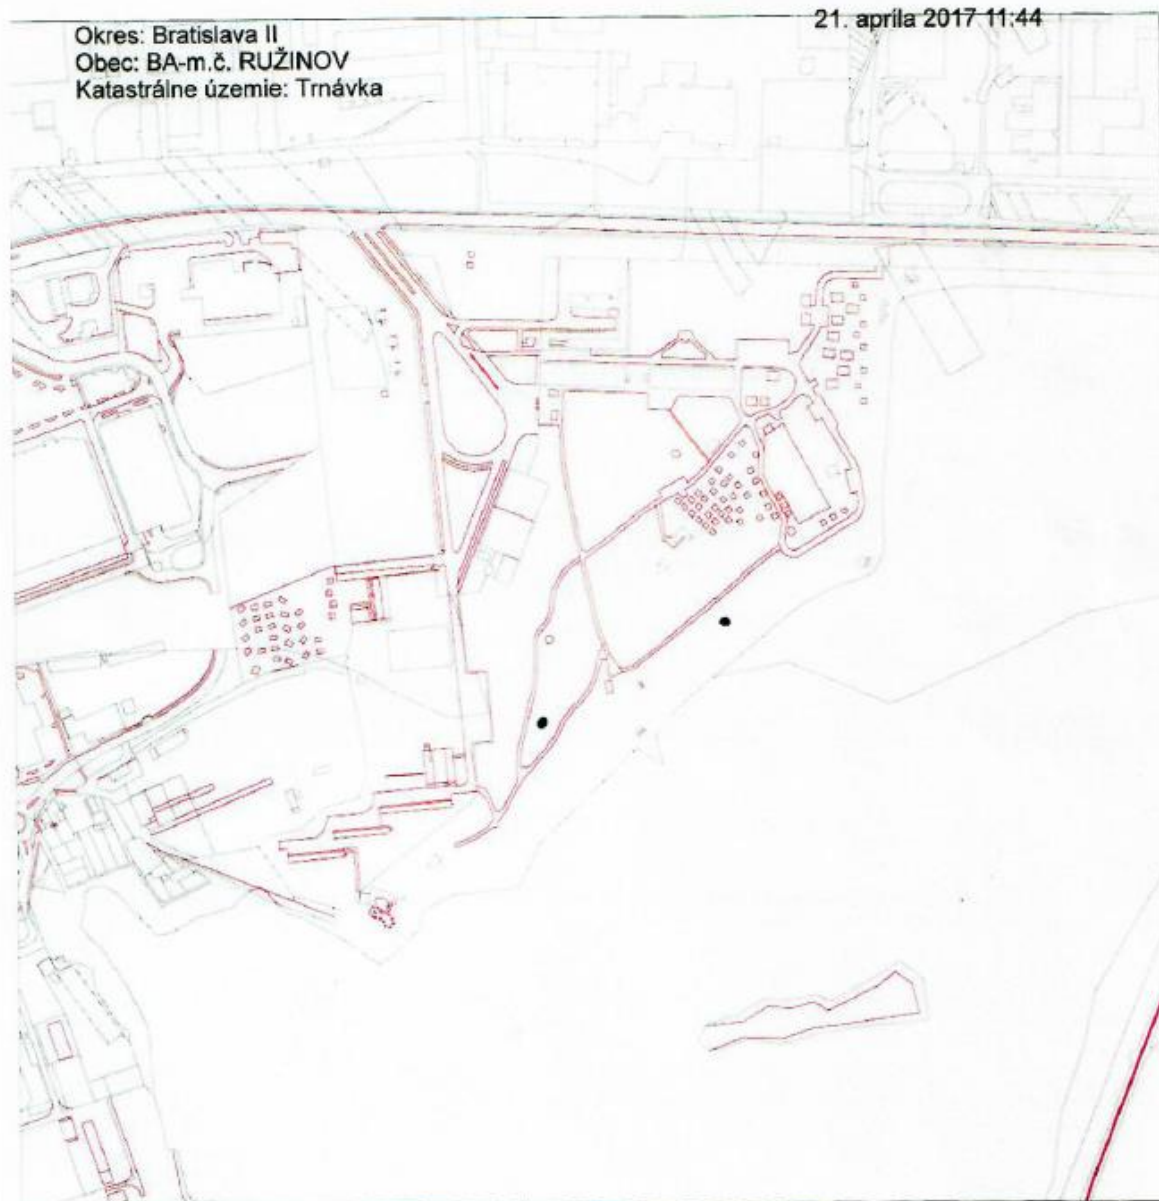 21. apríla 2017 11:44
Okres: Bratislava II
Obec: BA-m.č. RUŽINOV
Katastrálne územie: Trnávka